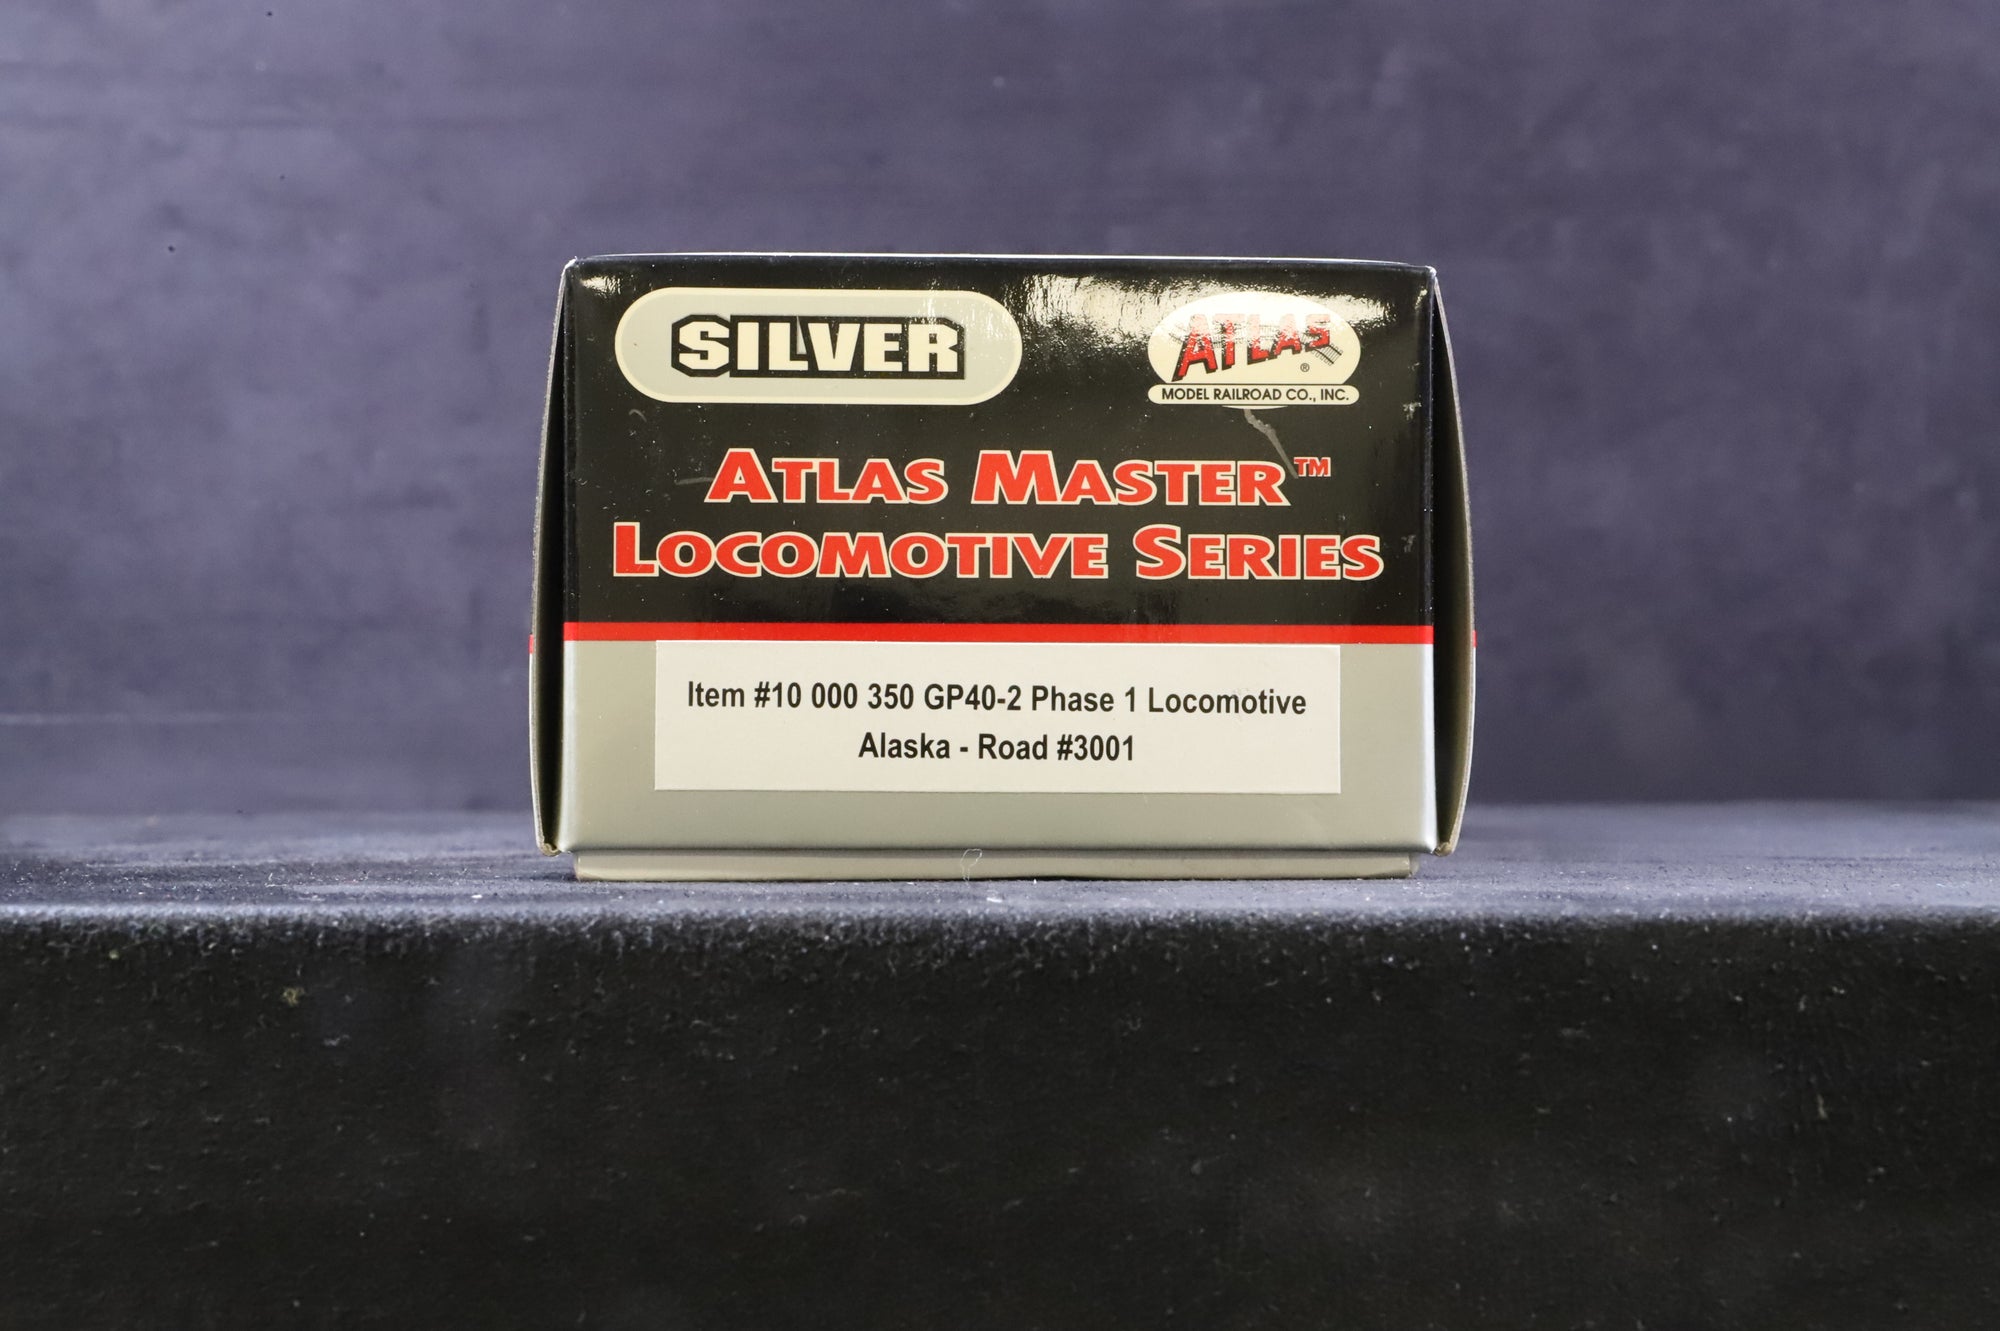 SILVER
ATLAS
®
MODEL RAILROAD CO., INC.
ATLAS MASTER™
LOCOMOTIVE SERIES
Item #10 000 350 GP40-2 Phase 1 Locomotive
Alaska - Road #3001